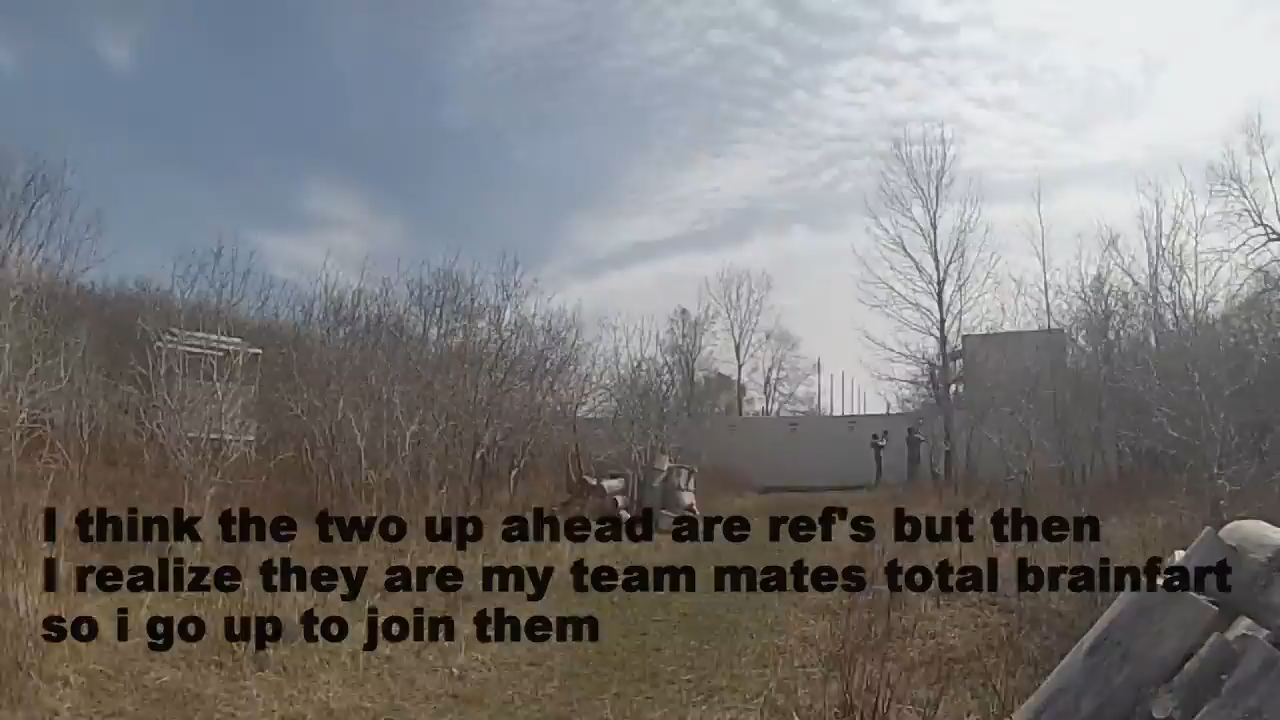 I think the two up ahead are ref's but then
I realize they are my team mates total brainfart
so i go up to join them